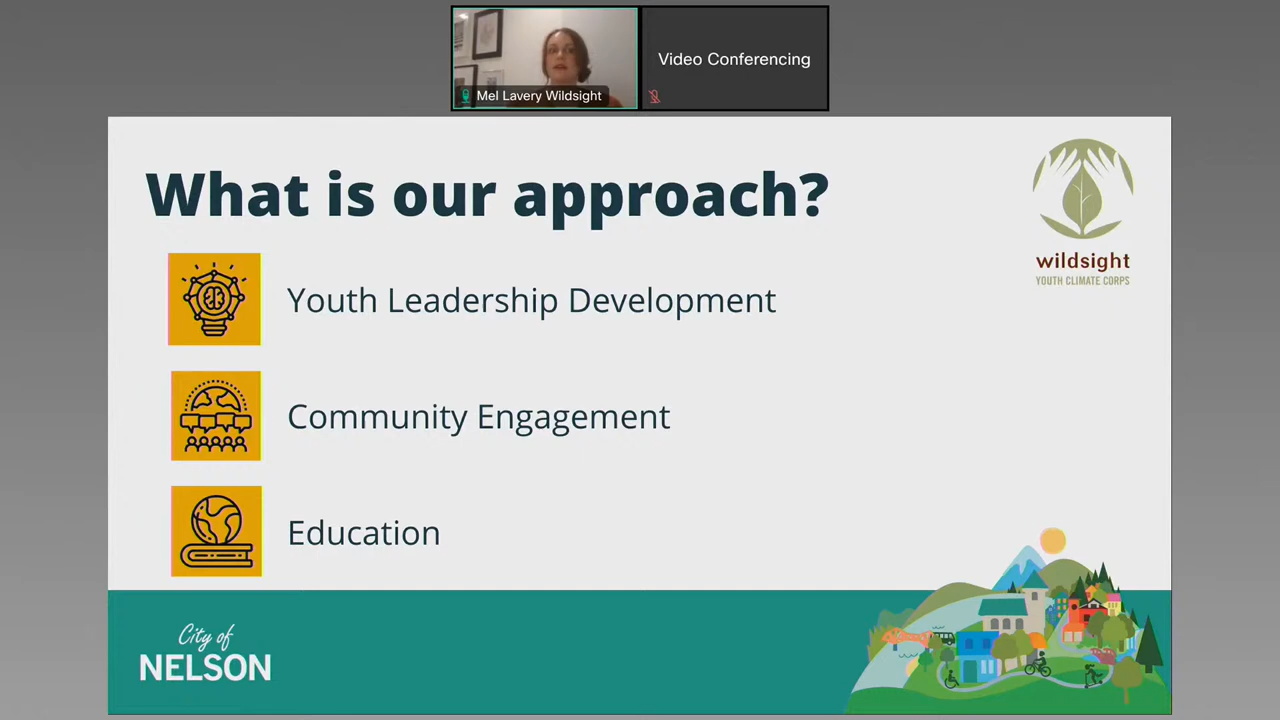 Mel Lavery Wildsight
Video Conferencing
What is our approach?
wildsight
YOUTH CLIMATE CORPS
Youth Leadership Development
Community Engagement
Education
City of
NELSON